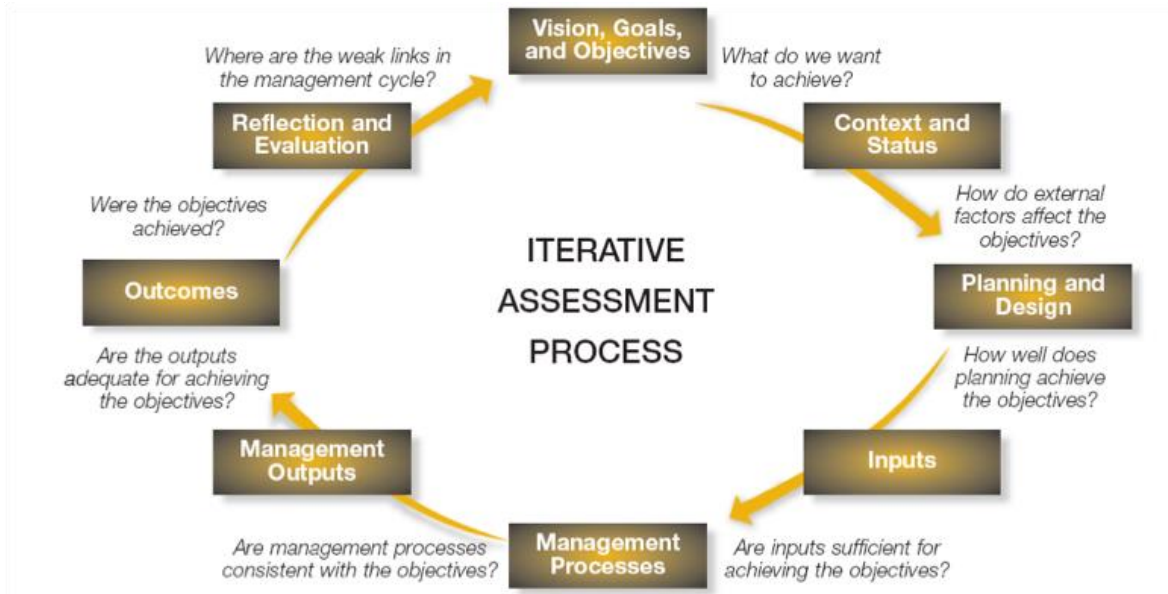 Vision, Goals,
and Objectives
What do we want
to achieve?
Context and
Status
How do external
factors affect the
objectives?
Planning and
Design
How well does
planning achieve
the objectives?
Inputs
Are inputs sufficient for
achieving the objectives?
Management
Processes
Are management processes
consistent with the objectives?
Management
Outputs
Are the outputs
adequate for achieving
the objectives?
Outcomes
Were the objectives
achieved?
Reflection and
Evaluation
Where are the weak links in
the management cycle?
ITERATIVE
ASSESSMENT
PROCESS